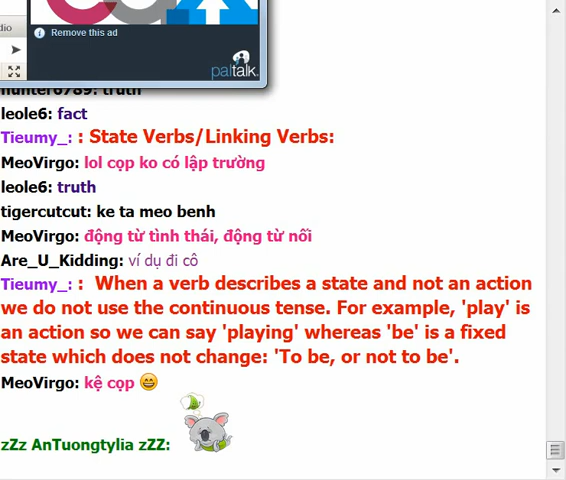 dio
Remove this ad
paltalk.
hunter6789: truth
leole6: fact
Tieumy_: : State Verbs/Linking Verbs:
MeoVirgo: lol cọp ko có lập trường
leole6: truth
tigercutcut: ke ta meo benh
MeoVirgo: động từ tình thái, động từ nối
Are_U_Kidding: ví dụ đi cô
Tieumy_: : When a verb describes a state and not an action
we do not use the continuous tense. For example, 'play' is
an action so we can say 'playing' whereas 'be' is a fixed
state which does not change: 'To be, or not to be'.
MeoVirgo: kệ cọp
zZz AnTuongtylia zZZ: